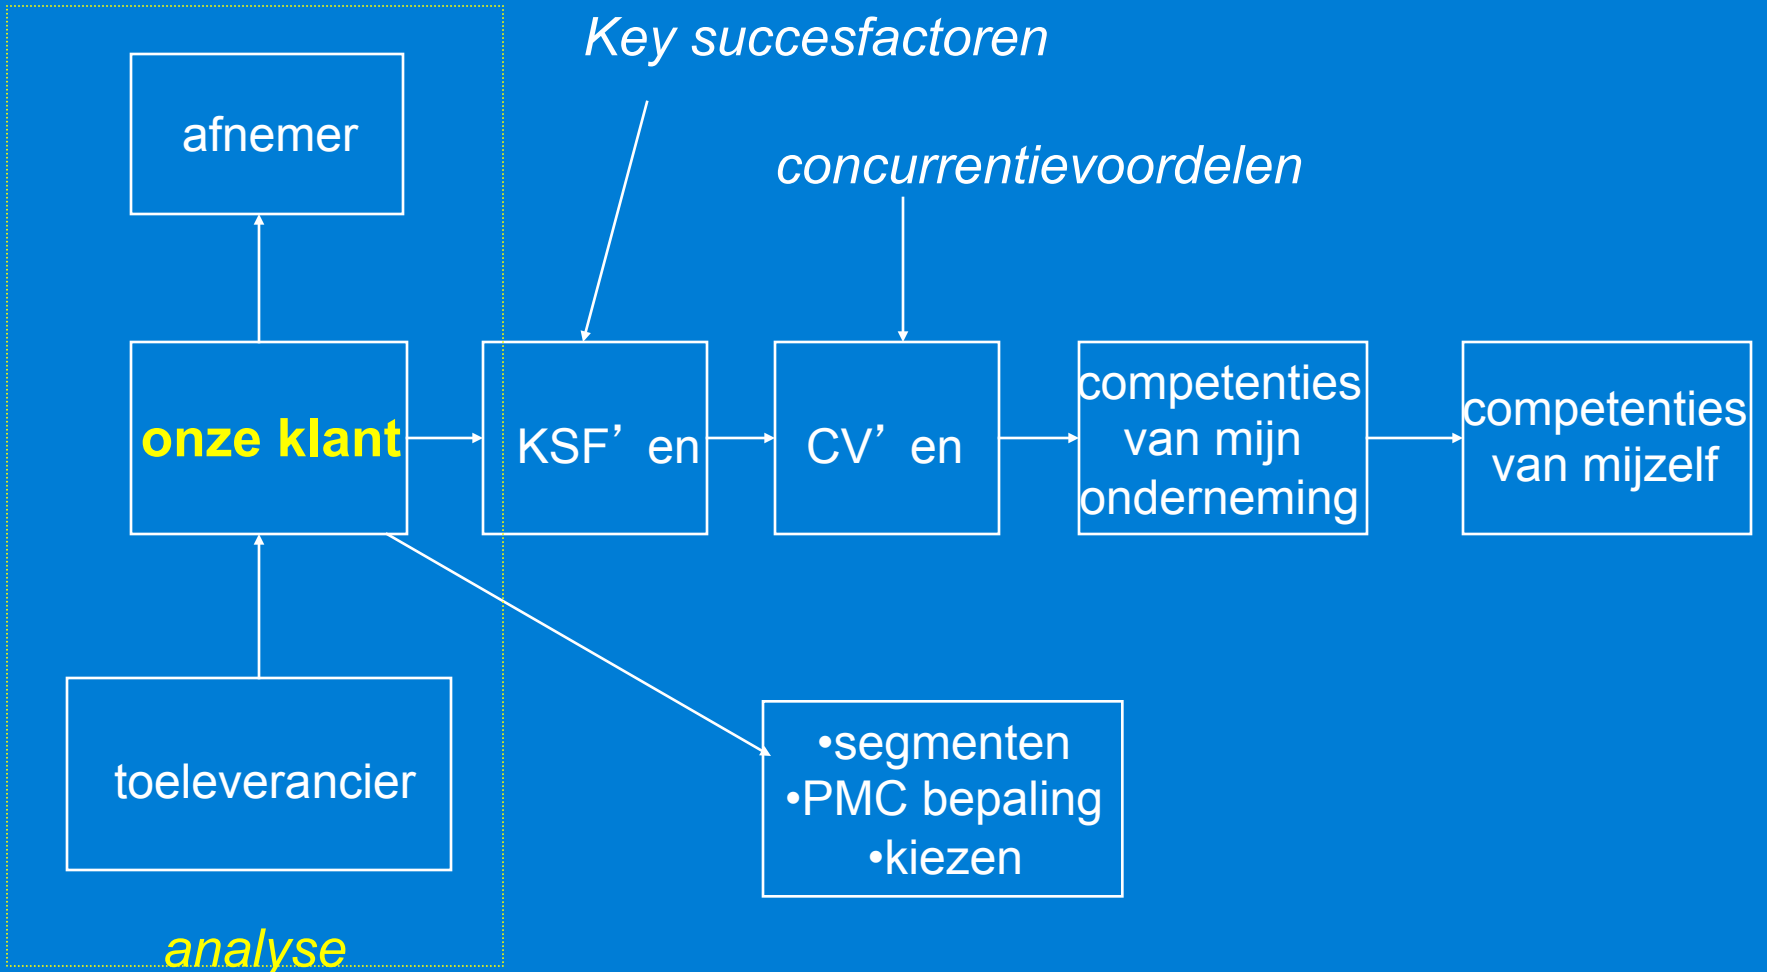 Key succesfactoren
afnemer
concurrentievoordelen
onze klant
KSF’ en
CV’ en
competenties
van mijn
onderneming
competenties
van mijzelf
toeleverancier
•segmenten
•PMC bepaling
•kiezen
analyse